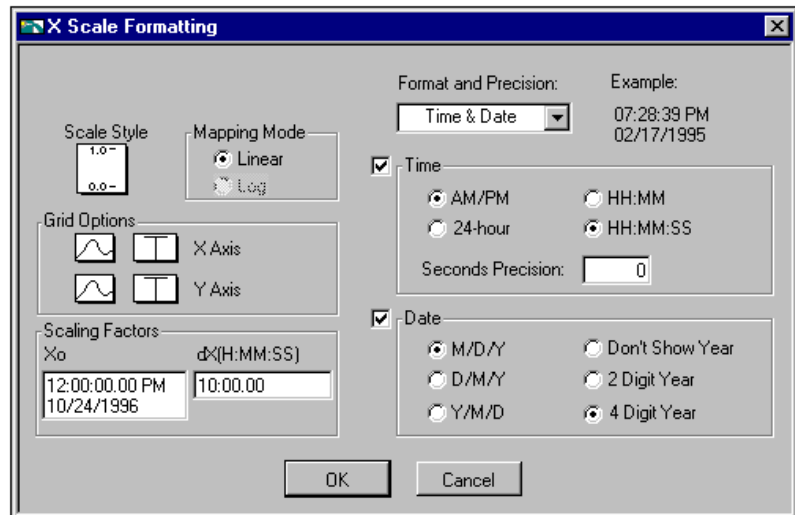 X Scale Formatting
Format and Precision:
Example:
Time & Date
07:28:39 PM
02/17/1995
Scale Style
1.0
0.0
Mapping Mode
Linear
Log
Grid Options
X Axis
Y Axis
Scaling Factors
Xo
dX(H:MM:SS)
12:00:00.00 PM
10/24/1996
10:00.00
Time
AM/PM
HH:MM
24-hour
HH:MM:SS
Seconds Precision:
0
Date
M/D/Y
Don't Show Year
D/M/Y
2 Digit Year
Y/M/D
4 Digit Year
OK
Cancel